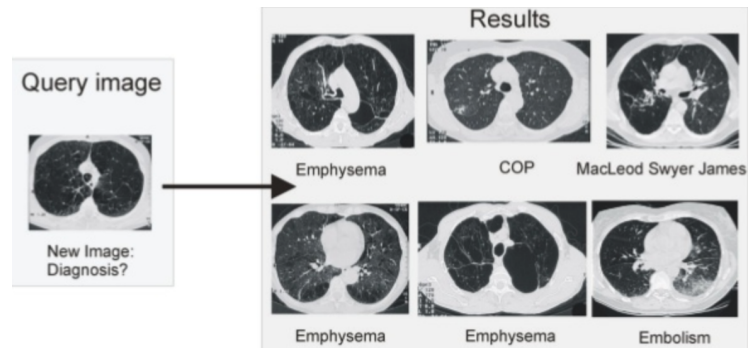 Results
Query image
Emphysema
COP
MacLeod Swyer James
New Image:
Diagnosis?
Emphysema
Emphysema
Embolism